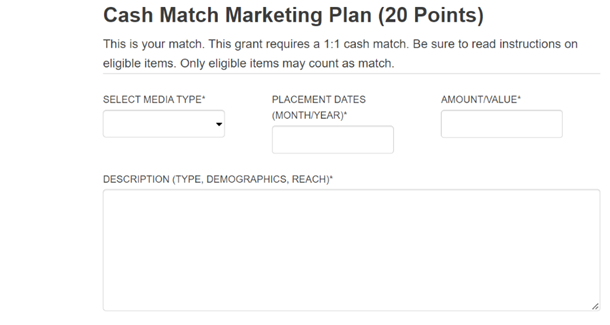 Cash Match Marketing Plan (20 Points)
This is your match. This grant requires a 1:1 cash match. Be sure to read instructions on
eligible items. Only eligible items may count as match.
SELECT MEDIA TYPE*
PLACEMENT DATES
(MONTH/YEAR)*
AMOUNT/VALUE*
DESCRIPTION (TYPE, DEMOGRAPHICS, REACH)*